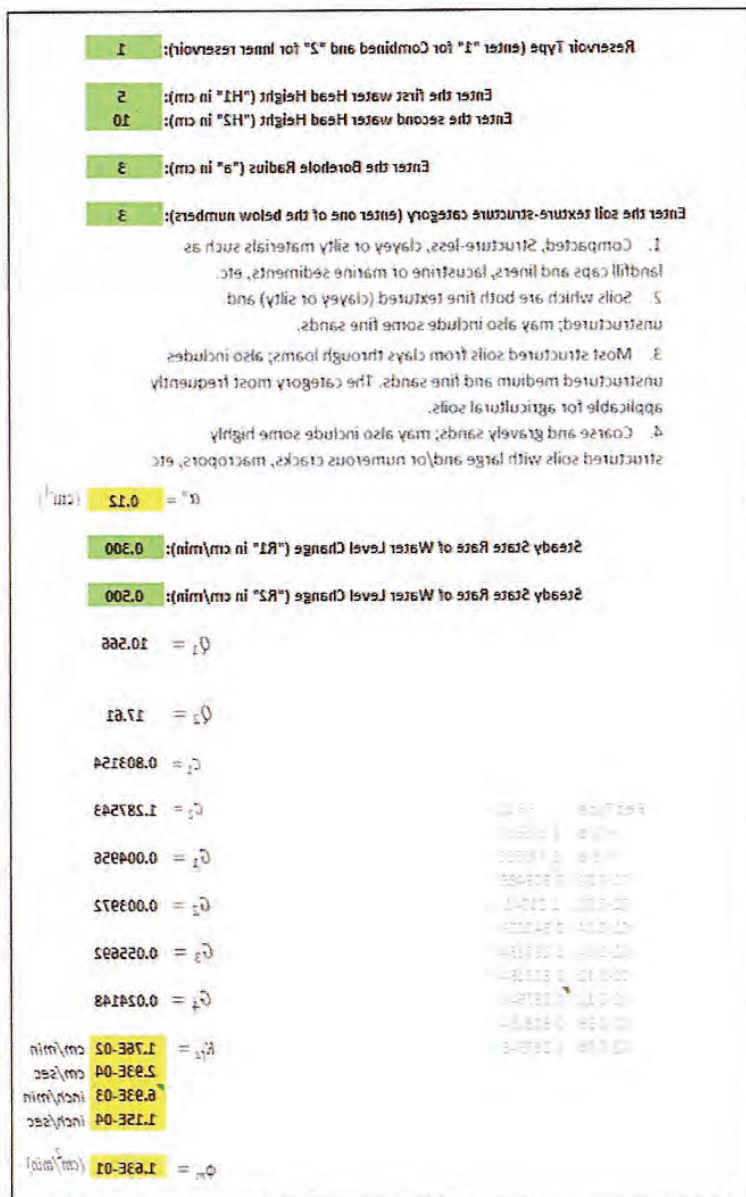 Reservoir Type (enter "1" for Combined and "2" for Inner reservoir): 1
Enter the first water Head Height ("H1" in cm): 5
Enter the second water Head Height ("H2" in cm): 10
Enter the Borehole Radius ("a" in cm): 3
Enter the soil texture-structure category (enter one of the below numbers): 3
1. Compacted, Structure-less, clayey or silty materials such as
landfill caps and liners, lacustrine or marine sediments, etc.
2. Soils which are both fine textured (clayey or silty) and
unstructured; may also include some fine sands.
3. Most structured soils from clays through loams; also includes
unstructured medium and fine sands. The category most frequently
applicable for agricultural soils.
4. Coarse and gravely sands; may also include some highly
structured soils with large and/or numerous cracks, macropors, etc
α* = 0.12 (cm⁻¹)
Steady State Rate of Water Level Change ("R1" in cm/min): 0.300
Steady State Rate of Water Level Change ("R2" in cm/min): 0.500
Q₁ = 10.566
Q₂ = 17.61
C₁ = 0.803154
C₂ = 1.287543
G₁ = 0.004956
G₂ = 0.003972
G₃ = 0.055692
G₄ = 0.024148
K_fs = 1.76E-02 cm/min
2.93E-04 cm/sec
6.93E-03 inch/min
1.15E-04 inch/sec
Φ_m = 1.63E-01 (cm²/min)